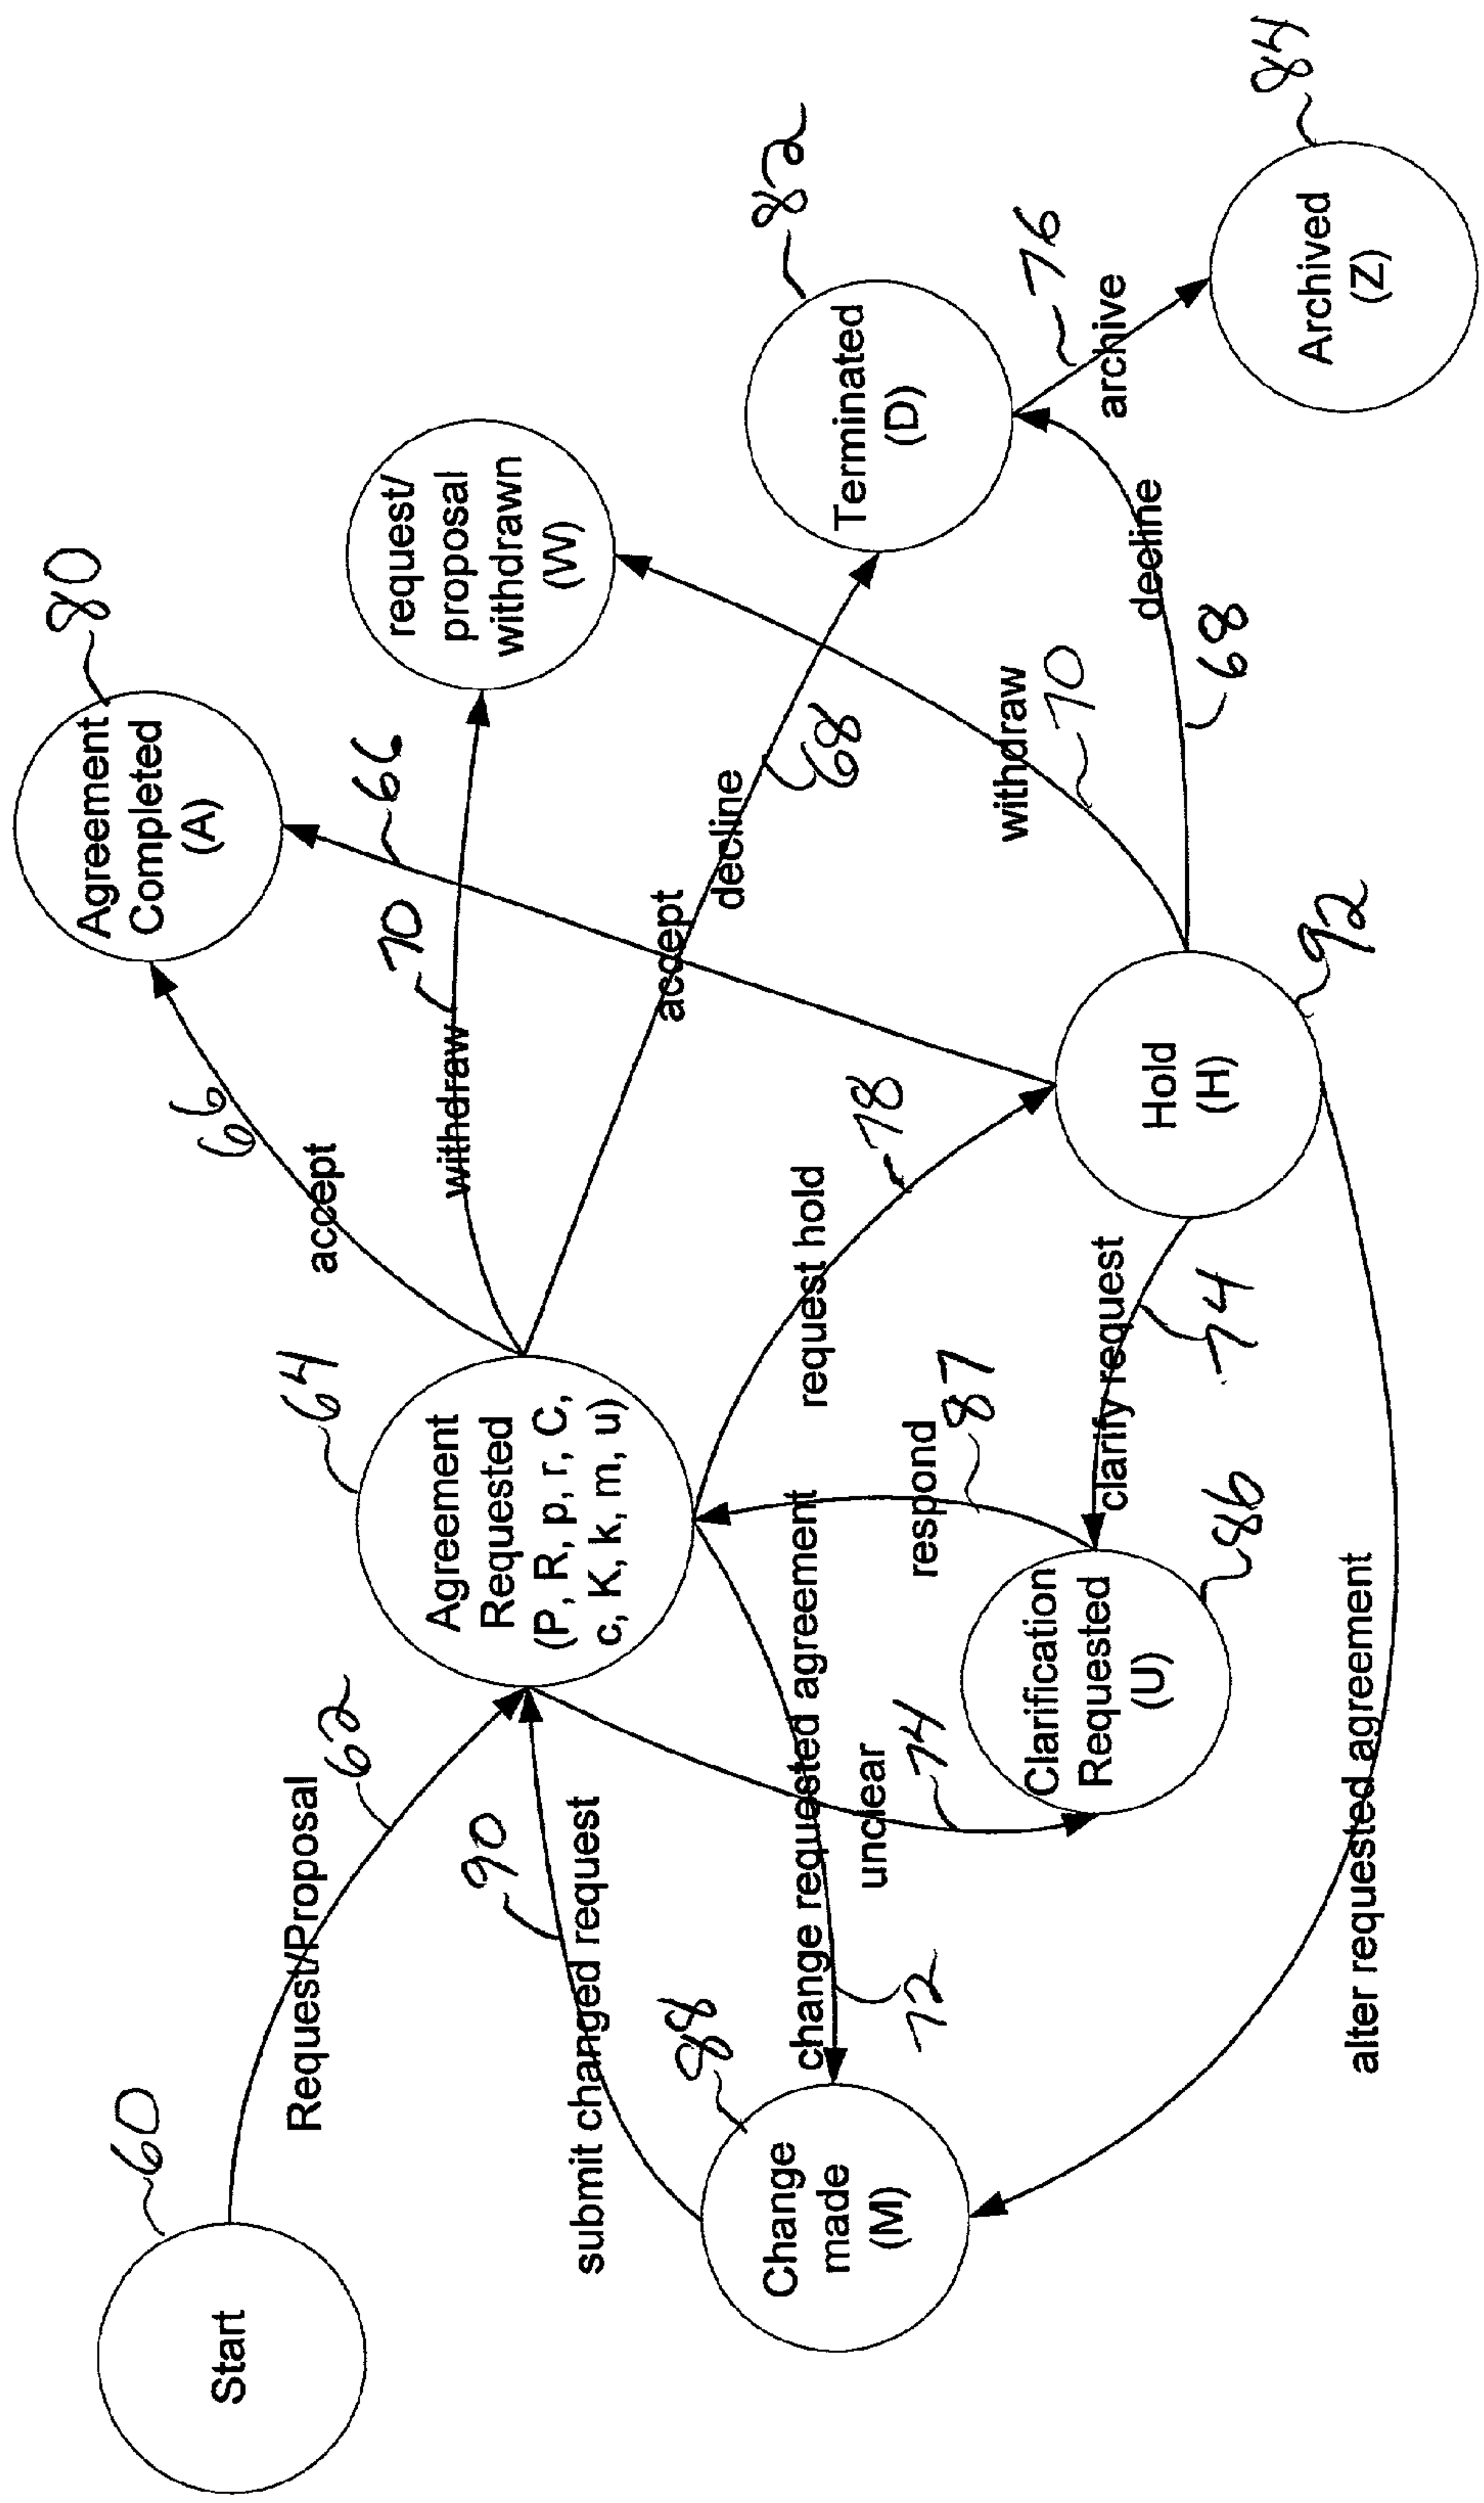 Start
60
Request/Proposal
62
Agreement
Requested
(P, R, p, r, C,
c, K, k, m, u)
64
accept
66
Agreement
Completed
(A)
80
withdraw
70
66
request/
proposal
withdrawn
(W)
submit changed request
90
accept
decline
68
Terminated
(D)
82
Change
made
(M)
88
change requested agreement
72
unclear
74
respond
87
request hold
78
Clarification
Requested
(U)
86
clarify request
74
Hold
(H)
92
withdraw
70
decline
68
archive
76
Archived
(Z)
84
alter requested agreement